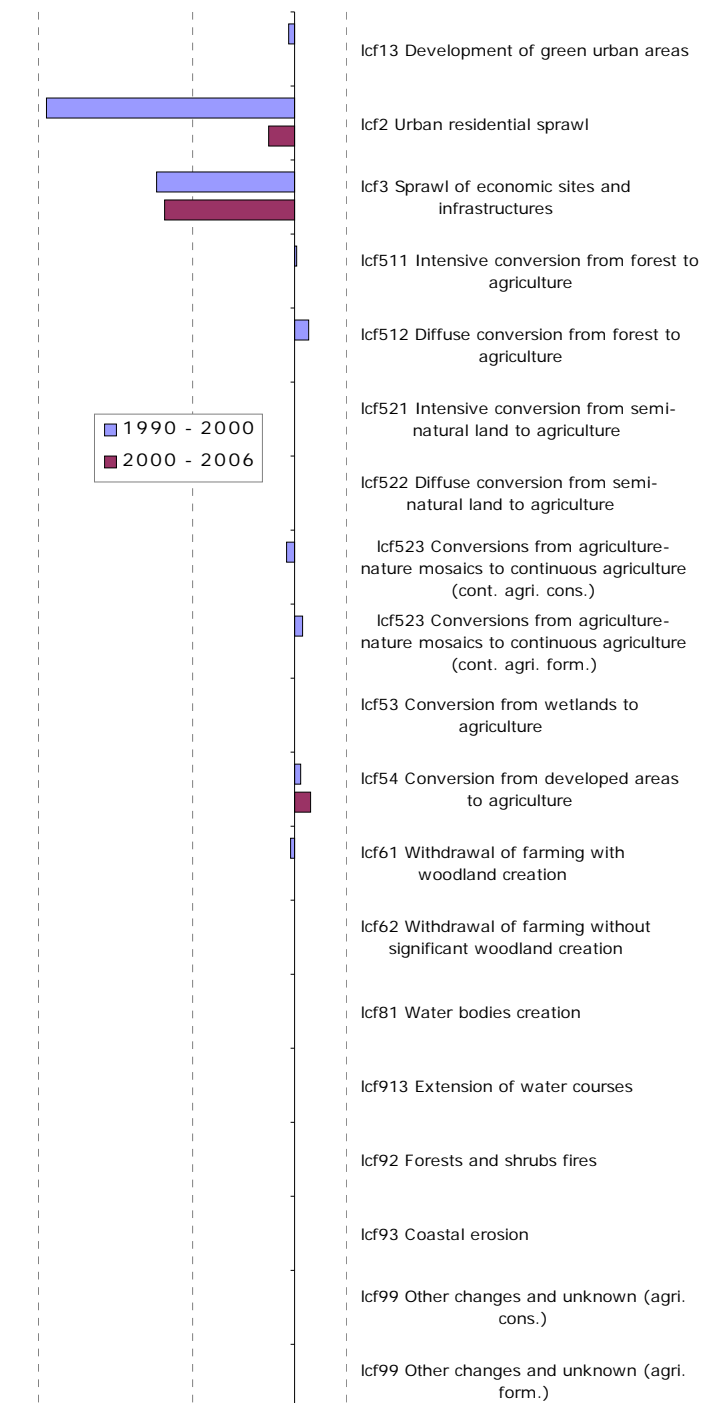 lcf13 Development of green urban areas
lcf2 Urban residential sprawl
lcf3 Sprawl of economic sites and
infrastructures
lcf511 Intensive conversion from forest to
agriculture
lcf512 Diffuse conversion from forest to
agriculture
lcf521 Intensive conversion from semi-
natural land to agriculture
1990 - 2000
2000 - 2006
lcf522 Diffuse conversion from semi-
natural land to agriculture
lcf523 Conversions from agriculture-
nature mosaics to continuous agriculture
(cont. agri. cons.)
lcf523 Conversions from agriculture-
nature mosaics to continuous agriculture
(cont. agri. form.)
lcf53 Conversion from wetlands to
agriculture
lcf54 Conversion from developed areas
to agriculture
lcf61 Withdrawal of farming with
woodland creation
lcf62 Withdrawal of farming without
significant woodland creation
lcf81 Water bodies creation
lcf913 Extension of water courses
lcf92 Forests and shrubs fires
lcf93 Coastal erosion
lcf99 Other changes and unknown (agri.
cons.)
lcf99 Other changes and unknown (agri.
form.)